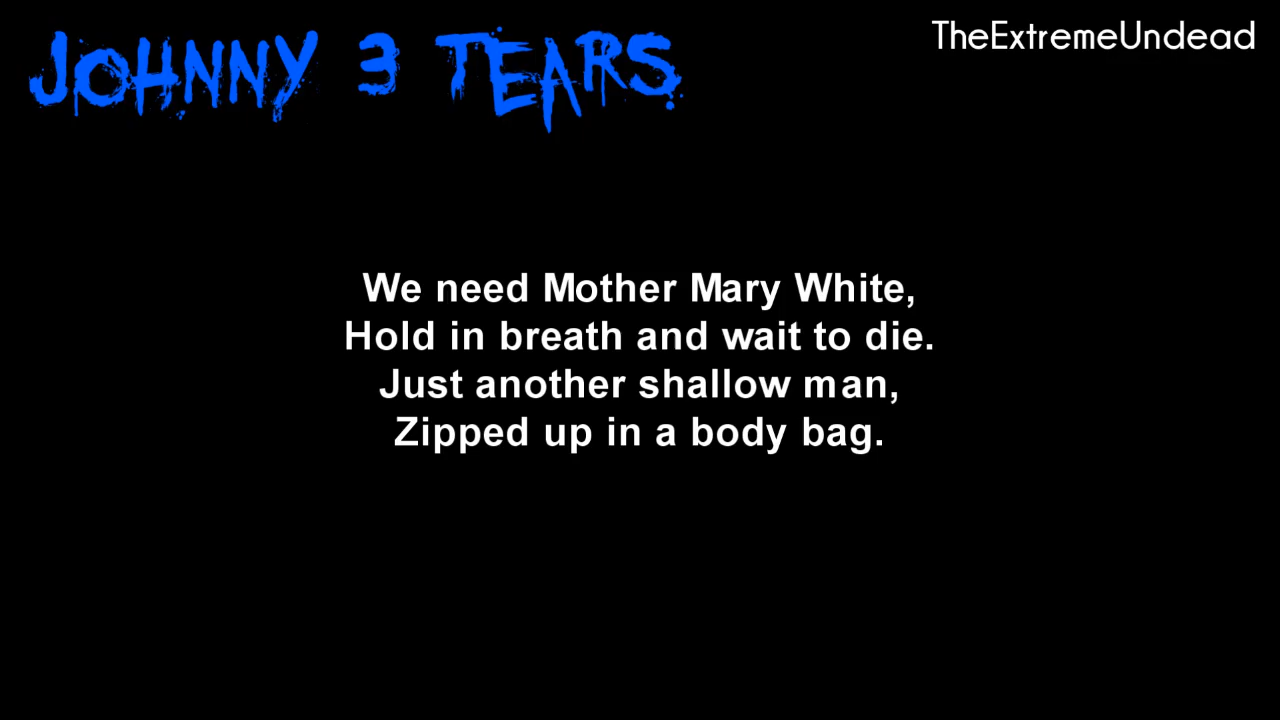 JOHNNY 3 TEARS
TheExtremeUndead
We need Mother Mary White,
Hold in breath and wait to die.
Just another shallow man,
Zipped up in a body bag.